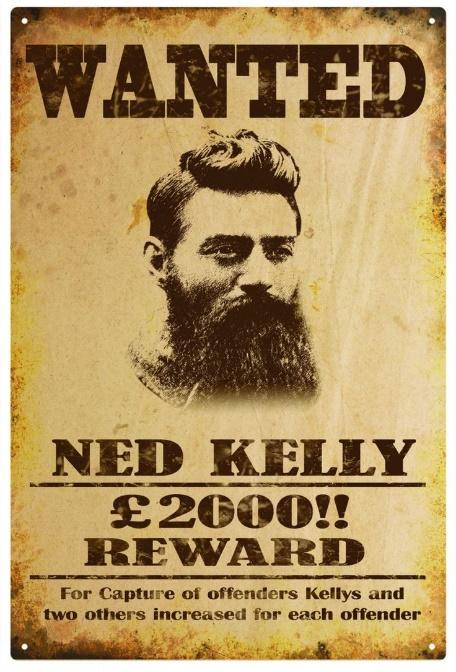 WANTED
NED KELLY
£2000!!
REWARD
For Capture of offenders Kellys and
two others increased for each offender